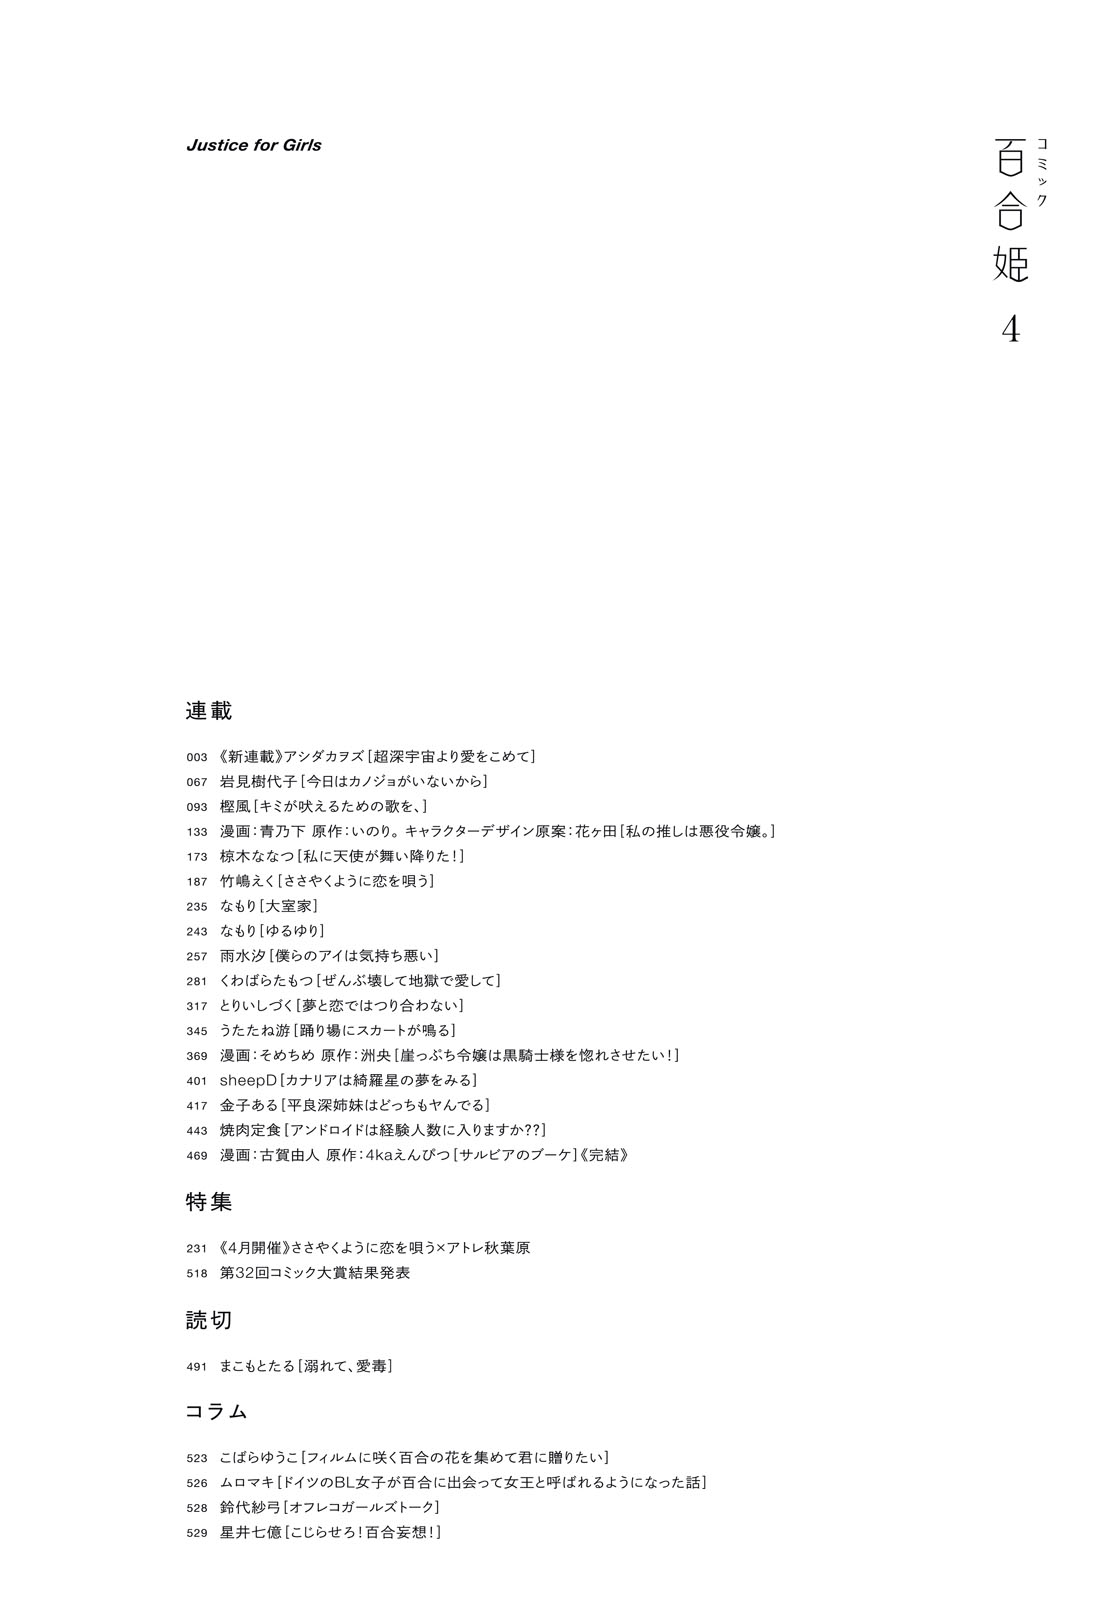 Justice for Girls
コミック
百合姫
4
連載
003 《新連載》アシダカヲズ[超深宇宙より愛をこめて]
067 岩見樹代子[今日はカノジョがいないから]
093 樫風[キミが吠えるための歌を、]
133 漫画：青乃下 原作：いのり。 キャラクターデザイン原案：花ヶ田[私の推しは悪役令嬢。]
173 椋木ななつ[私に天使が舞い降りた！]
187 竹嶋えく[ささやくように恋を唄う]
235 なもり[大室家]
243 なもり[ゆるゆり]
257 雨水汐[僕らのアイは気持ち悪い]
281 くわばらたもつ[ぜんぶ壊して地獄で愛して]
317 とりいしづく[夢と恋ではつり合わない]
345 うたたね游[踊り場にスカートが鳴る]
369 漫画：そめちめ 原作：洲央[崖っぷち令嬢は黒騎士様を惚れさせたい！]
401 sheepD[カナリアは綺羅星の夢をみる]
417 金子ある[平良深姉妹はどっちもヤんでる]
443 焼肉定食[アンドロイドは経験人数に入りますか??]
469 漫画：古賀由人 原作：4kaえんぴつ[サルビアのブーケ]《完結》
特集
231 《4月開催》ささやくように恋を唄う×アトレ秋葉原
518 第32回コミック大賞結果発表
読切
491 まこもとたる[溺れて、愛毒]
コラム
523 こばらゆうこ[フィルムに咲く百合の花を集めて君に贈りたい]
526 ムロマキ[ドイツのBL女子が百合に出会って女王と呼ばれるようになった話]
528 鈴代紗弓[オフレコガールズトーク]
529 星井七億[こじらせろ！百合妄想！]